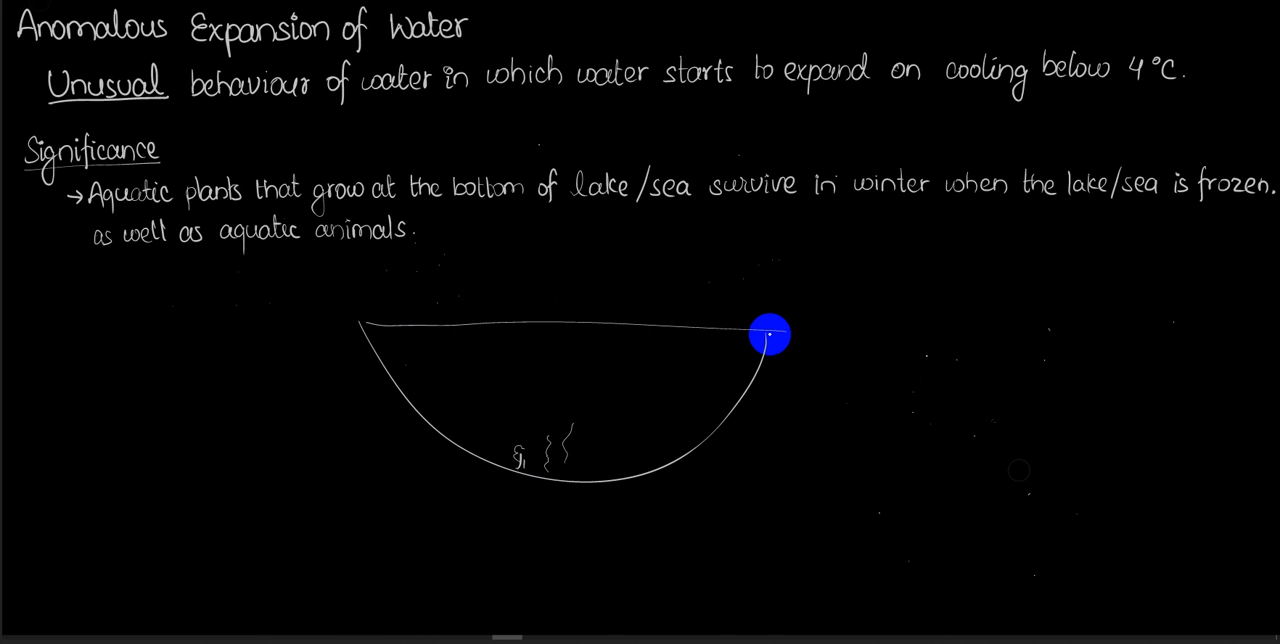 Anomalous Expansion of Water
Unusual behaviour of water in which water starts to expand on cooling below 4°C.
Significance
→ Aquatic plants that grow at the bottom of lake/sea survive in winter when the lake/sea is frozen.
as well as aquatic animals.